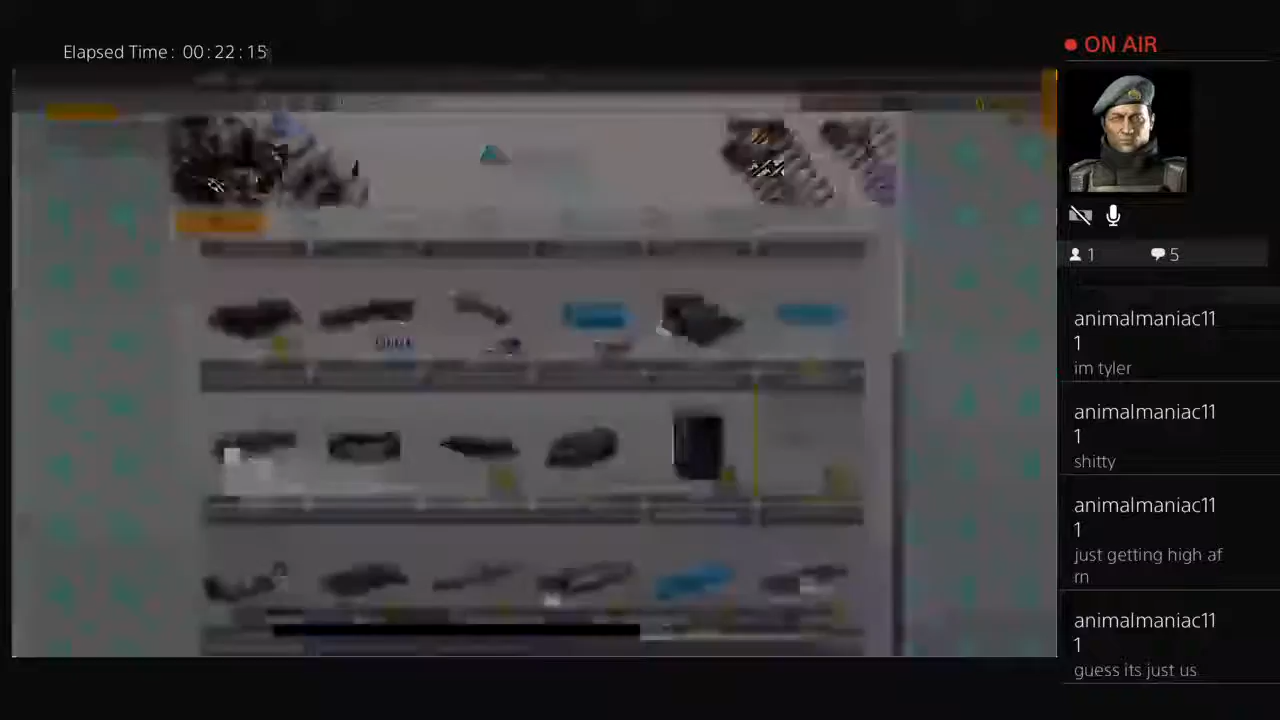 Elapsed Time: 00:22:15
ON AIR
1
5
animalmaniac11
1
im tyler
animalmaniac11
1
shitty
animalmaniac11
1
just getting high af
rn
animalmaniac11
1
guess its just us